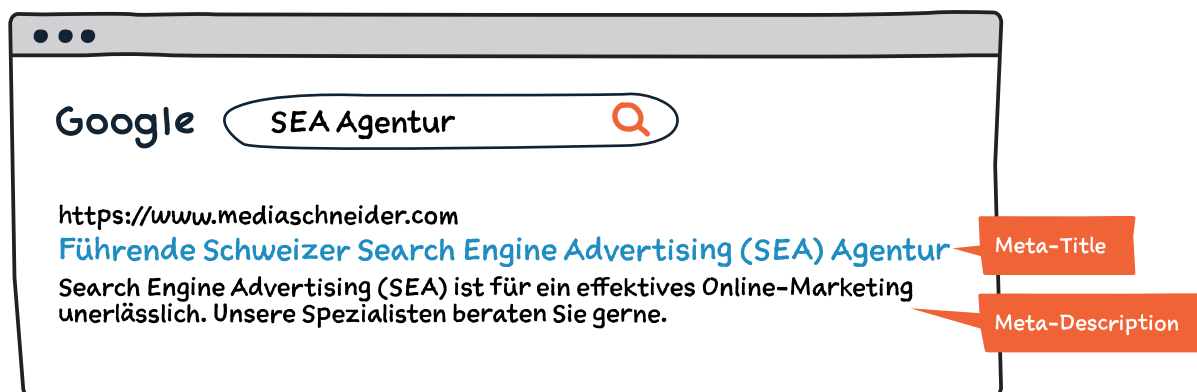 Google SEA Agentur
https://www.mediaschneider.com
Führende Schweizer Search Engine Advertising (SEA) Agentur
Meta-Title
Search Engine Advertising (SEA) ist für ein effektives Online-Marketing
unerlässlich. Unsere Spezialisten beraten Sie gerne.
Meta-Description